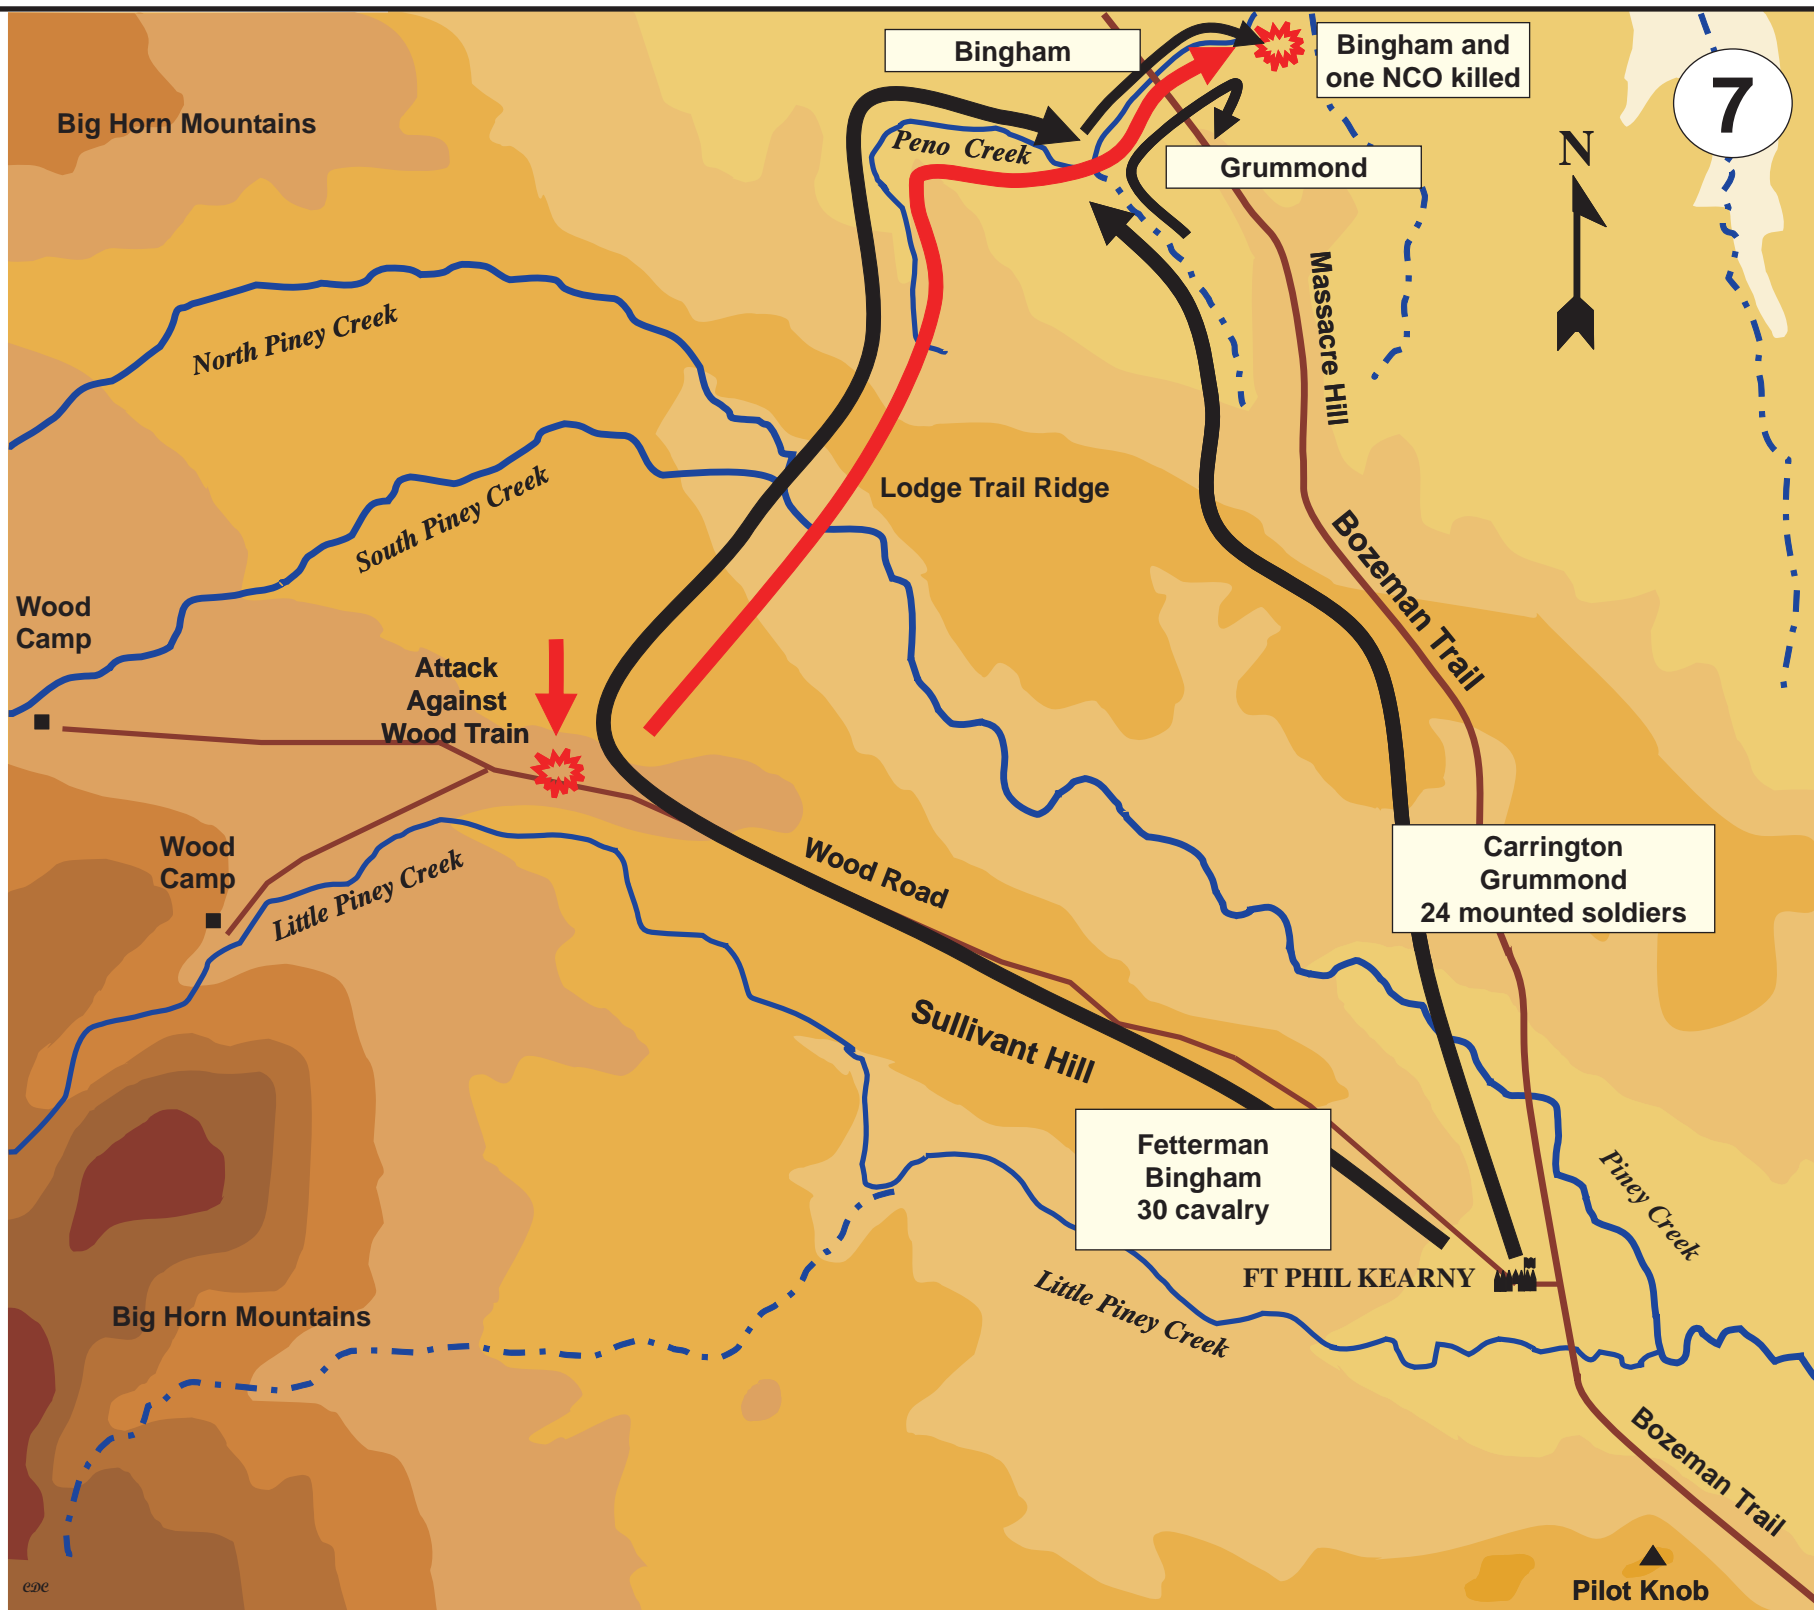 Bingham
Bingham and
one NCO killed
7
Big Horn Mountains
Peno Creek
Grummond
N
North Piney Creek
Massacre Hill
South Piney Creek
Lodge Trail Ridge
Bozeman Trail
Wood
Camp
Attack
Against
Wood Train
Wood
Camp
Little Piney Creek
Wood Road
Carrington
Grummond
24 mounted soldiers
Sullivant Hill
Fetterman
Bingham
30 cavalry
Piney Creek
FT PHIL KEARNY
Little Piney Creek
Big Horn Mountains
Bozeman Trail
CDC
Pilot Knob